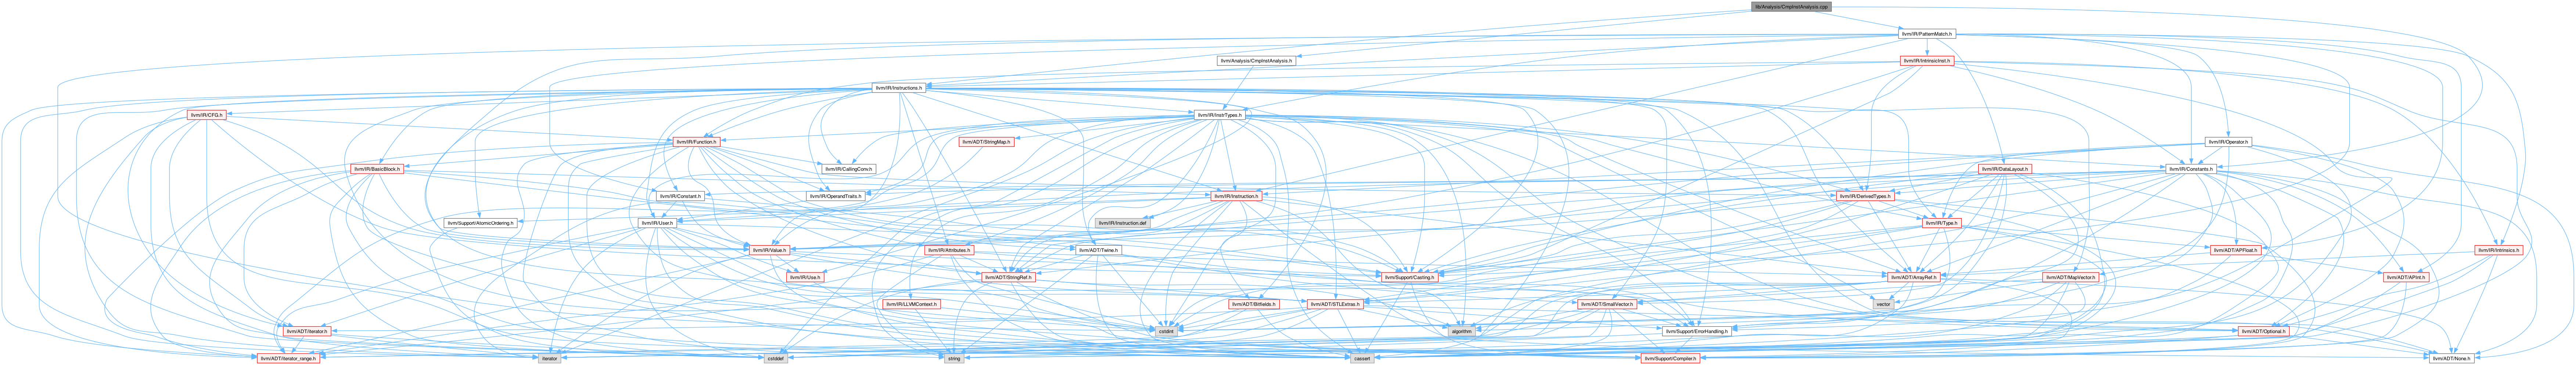 lib/Analysis/CmpInstAnalysis.cpp
llvm/IR/PatternMatch.h
llvm/Analysis/CmpInstAnalysis.h
llvm/IR/IntrinsicInst.h
llvm/IR/Instructions.h
llvm/IR/CFG.h
llvm/IR/InstrTypes.h
llvm/IR/Function.h
llvm/ADT/StringMap.h
llvm/IR/Operator.h
llvm/IR/BasicBlock.h
llvm/IR/CallingConv.h
llvm/IR/DataLayout.h
llvm/IR/Constants.h
llvm/IR/Constant.h
llvm/IR/OperandTraits.h
llvm/IR/Instruction.h
llvm/IR/DerivedTypes.h
llvm/Support/AtomicOrdering.h
llvm/IR/User.h
llvm/IR/Instruction.def
llvm/IR/Type.h
llvm/IR/Value.h
llvm/IR/Attributes.h
llvm/ADT/Twine.h
llvm/ADT/APFloat.h
llvm/IR/Intrinsics.h
llvm/IR/Use.h
llvm/ADT/StringRef.h
llvm/Support/Casting.h
llvm/ADT/ArrayRef.h
llvm/ADT/MapVector.h
llvm/ADT/APInt.h
llvm/IR/LLVMContext.h
llvm/ADT/Bitfields.h
llvm/ADT/STLExtras.h
llvm/ADT/SmallVector.h
vector
llvm/ADT/iterator.h
cstdint
algorithm
llvm/Support/ErrorHandling.h
llvm/ADT/Optional.h
llvm/ADT/iterator_range.h
iterator
cstddef
string
cassert
llvm/Support/Compiler.h
llvm/ADT/None.h